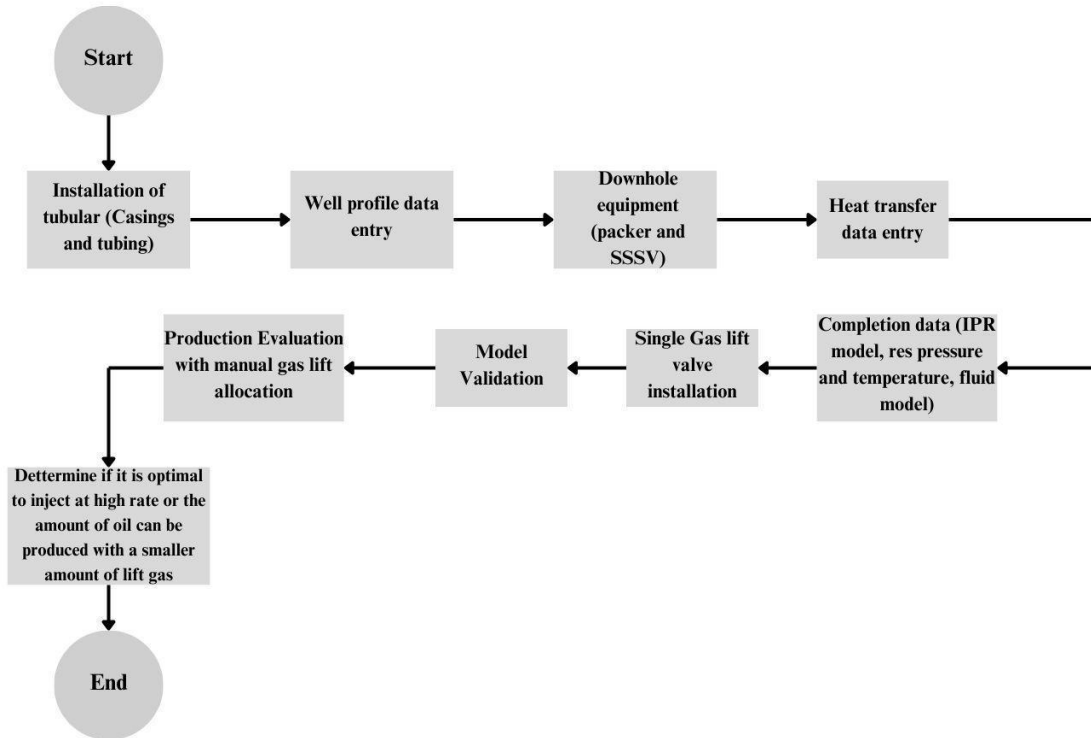 Start
Installation of
tubular (Casings
and tubing)
Well profile data
entry
Downhole
equipment
(packer and
SSSV)
Heat transfer
data entry
Completion data (IPR
model, res pressure
and temperature, fluid
model)
Single Gas lift
valve
installation
Model
Validation
Production Evaluation
with manual gas lift
allocation
Dettermine if it is optimal
to inject at high rate or the
amount of oil can be
produced with a smaller
amount of lift gas
End